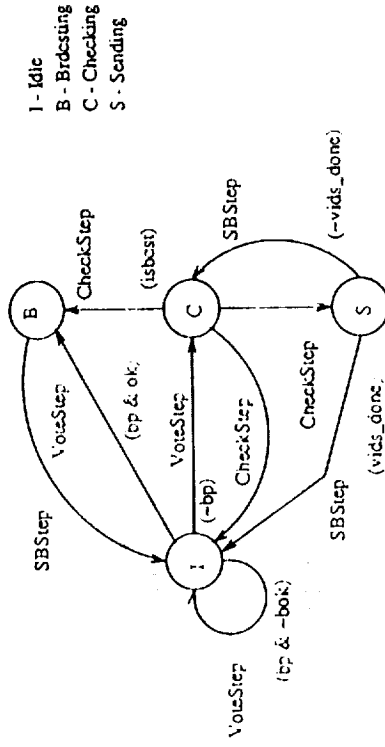 I - Idle
B - Brdcsting
C - Checking
S - Sending
B
CheckStep
(isbest)
SBStep
(~vids_done)
SBStep
VoteStep
(bp & ok)
C
VoteStep
(~bp)
CheckStep
CheckStep
S
I
SBStep
(vids_done)
VoteStep
(bp & ~bok)